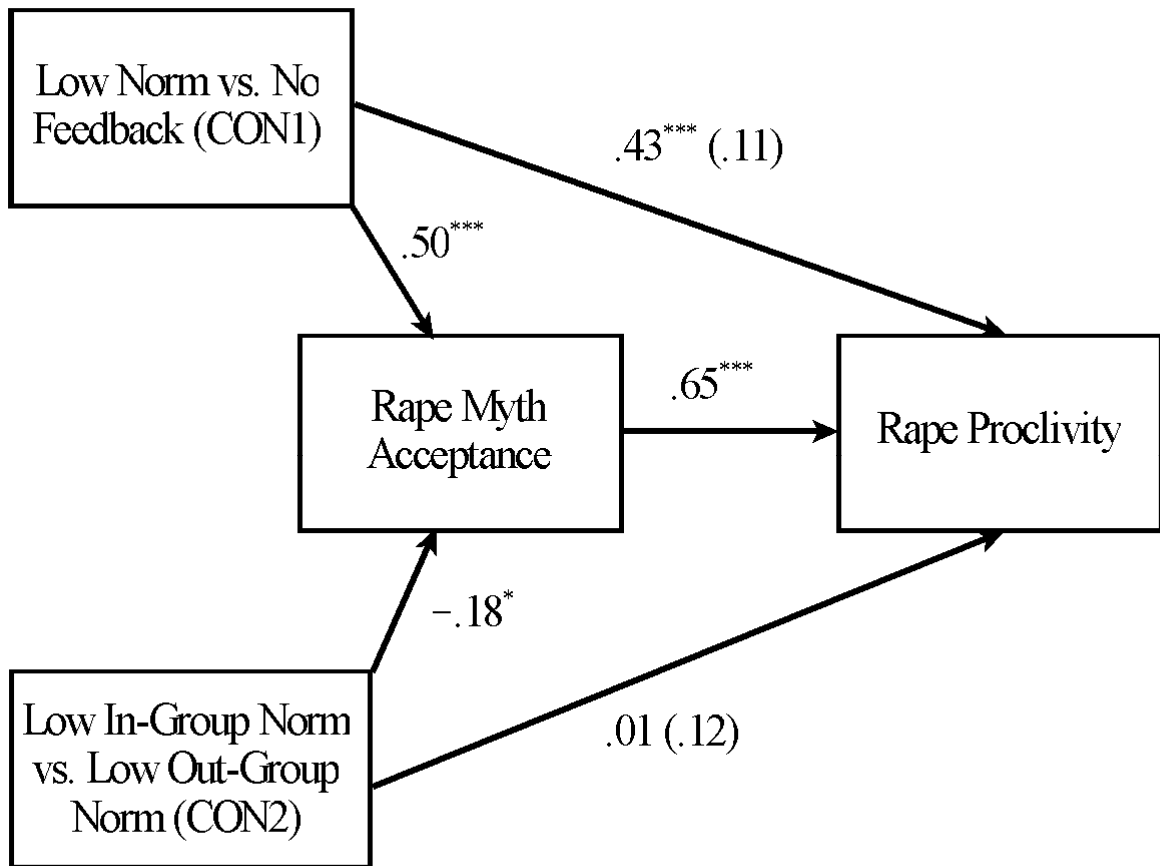 Low Norm vs. No
Feedback (CON1)
.43*** (.11)
.50***
Rape Myth
Acceptance
.65***
Rape Proclivity
-.18*
Low In-Group Norm
vs. Low Out-Group
Norm (CON2)
.01 (.12)